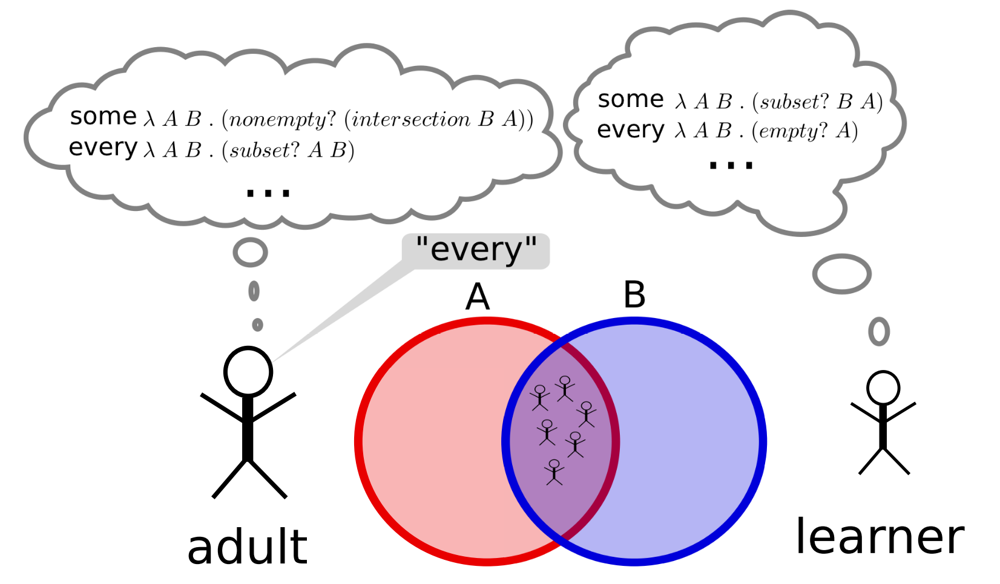 some λ A B . (nonempty? (intersection B A))
every λ A B . (subset? A B)
...
some λ A B . (subset? B A)
every λ A B . (empty? A)
...
"every"
A
B
adult
learner